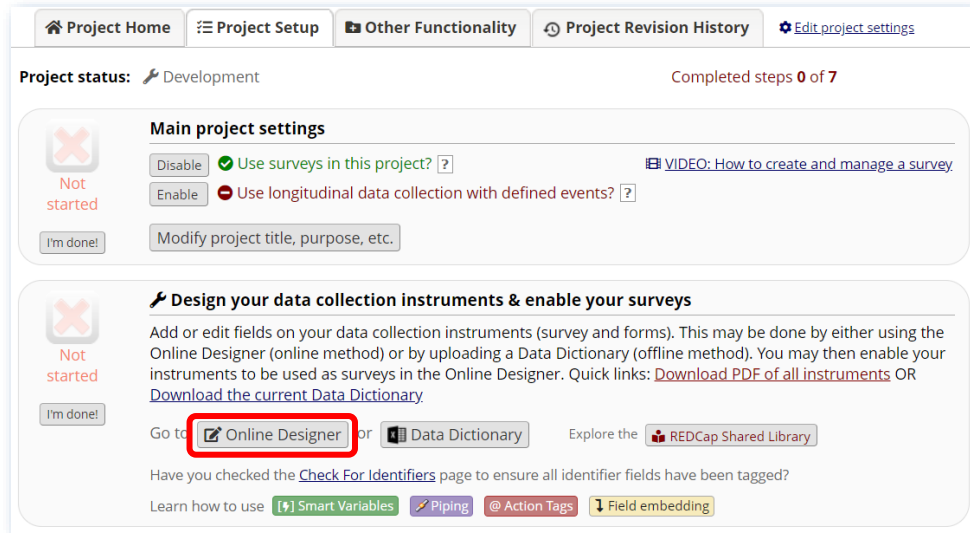 Project Home Project Setup Other Functionality Project Revision History Edit project settings
Project status: Development Completed steps 0 of 7
Main project settings
Disable Use surveys in this project? ? VIDEO: How to create and manage a survey
Not started
Enable Use longitudinal data collection with defined events? ?
I'm done! Modify project title, purpose, etc.
Design your data collection instruments & enable your surveys
Add or edit fields on your data collection instruments (survey and forms). This may be done by either using the
Online Designer (online method) or by uploading a Data Dictionary (offline method). You may then enable your
Not started
instruments to be used as surveys in the Online Designer. Quick links: Download PDF of all instruments OR
Download the current Data Dictionary
I'm done!
Go to Online Designer or Data Dictionary Explore the REDCap Shared Library
Have you checked the Check For Identifiers page to ensure all identifier fields have been tagged?
Learn how to use [ ] Smart Variables Piping @ Action Tags Field embedding